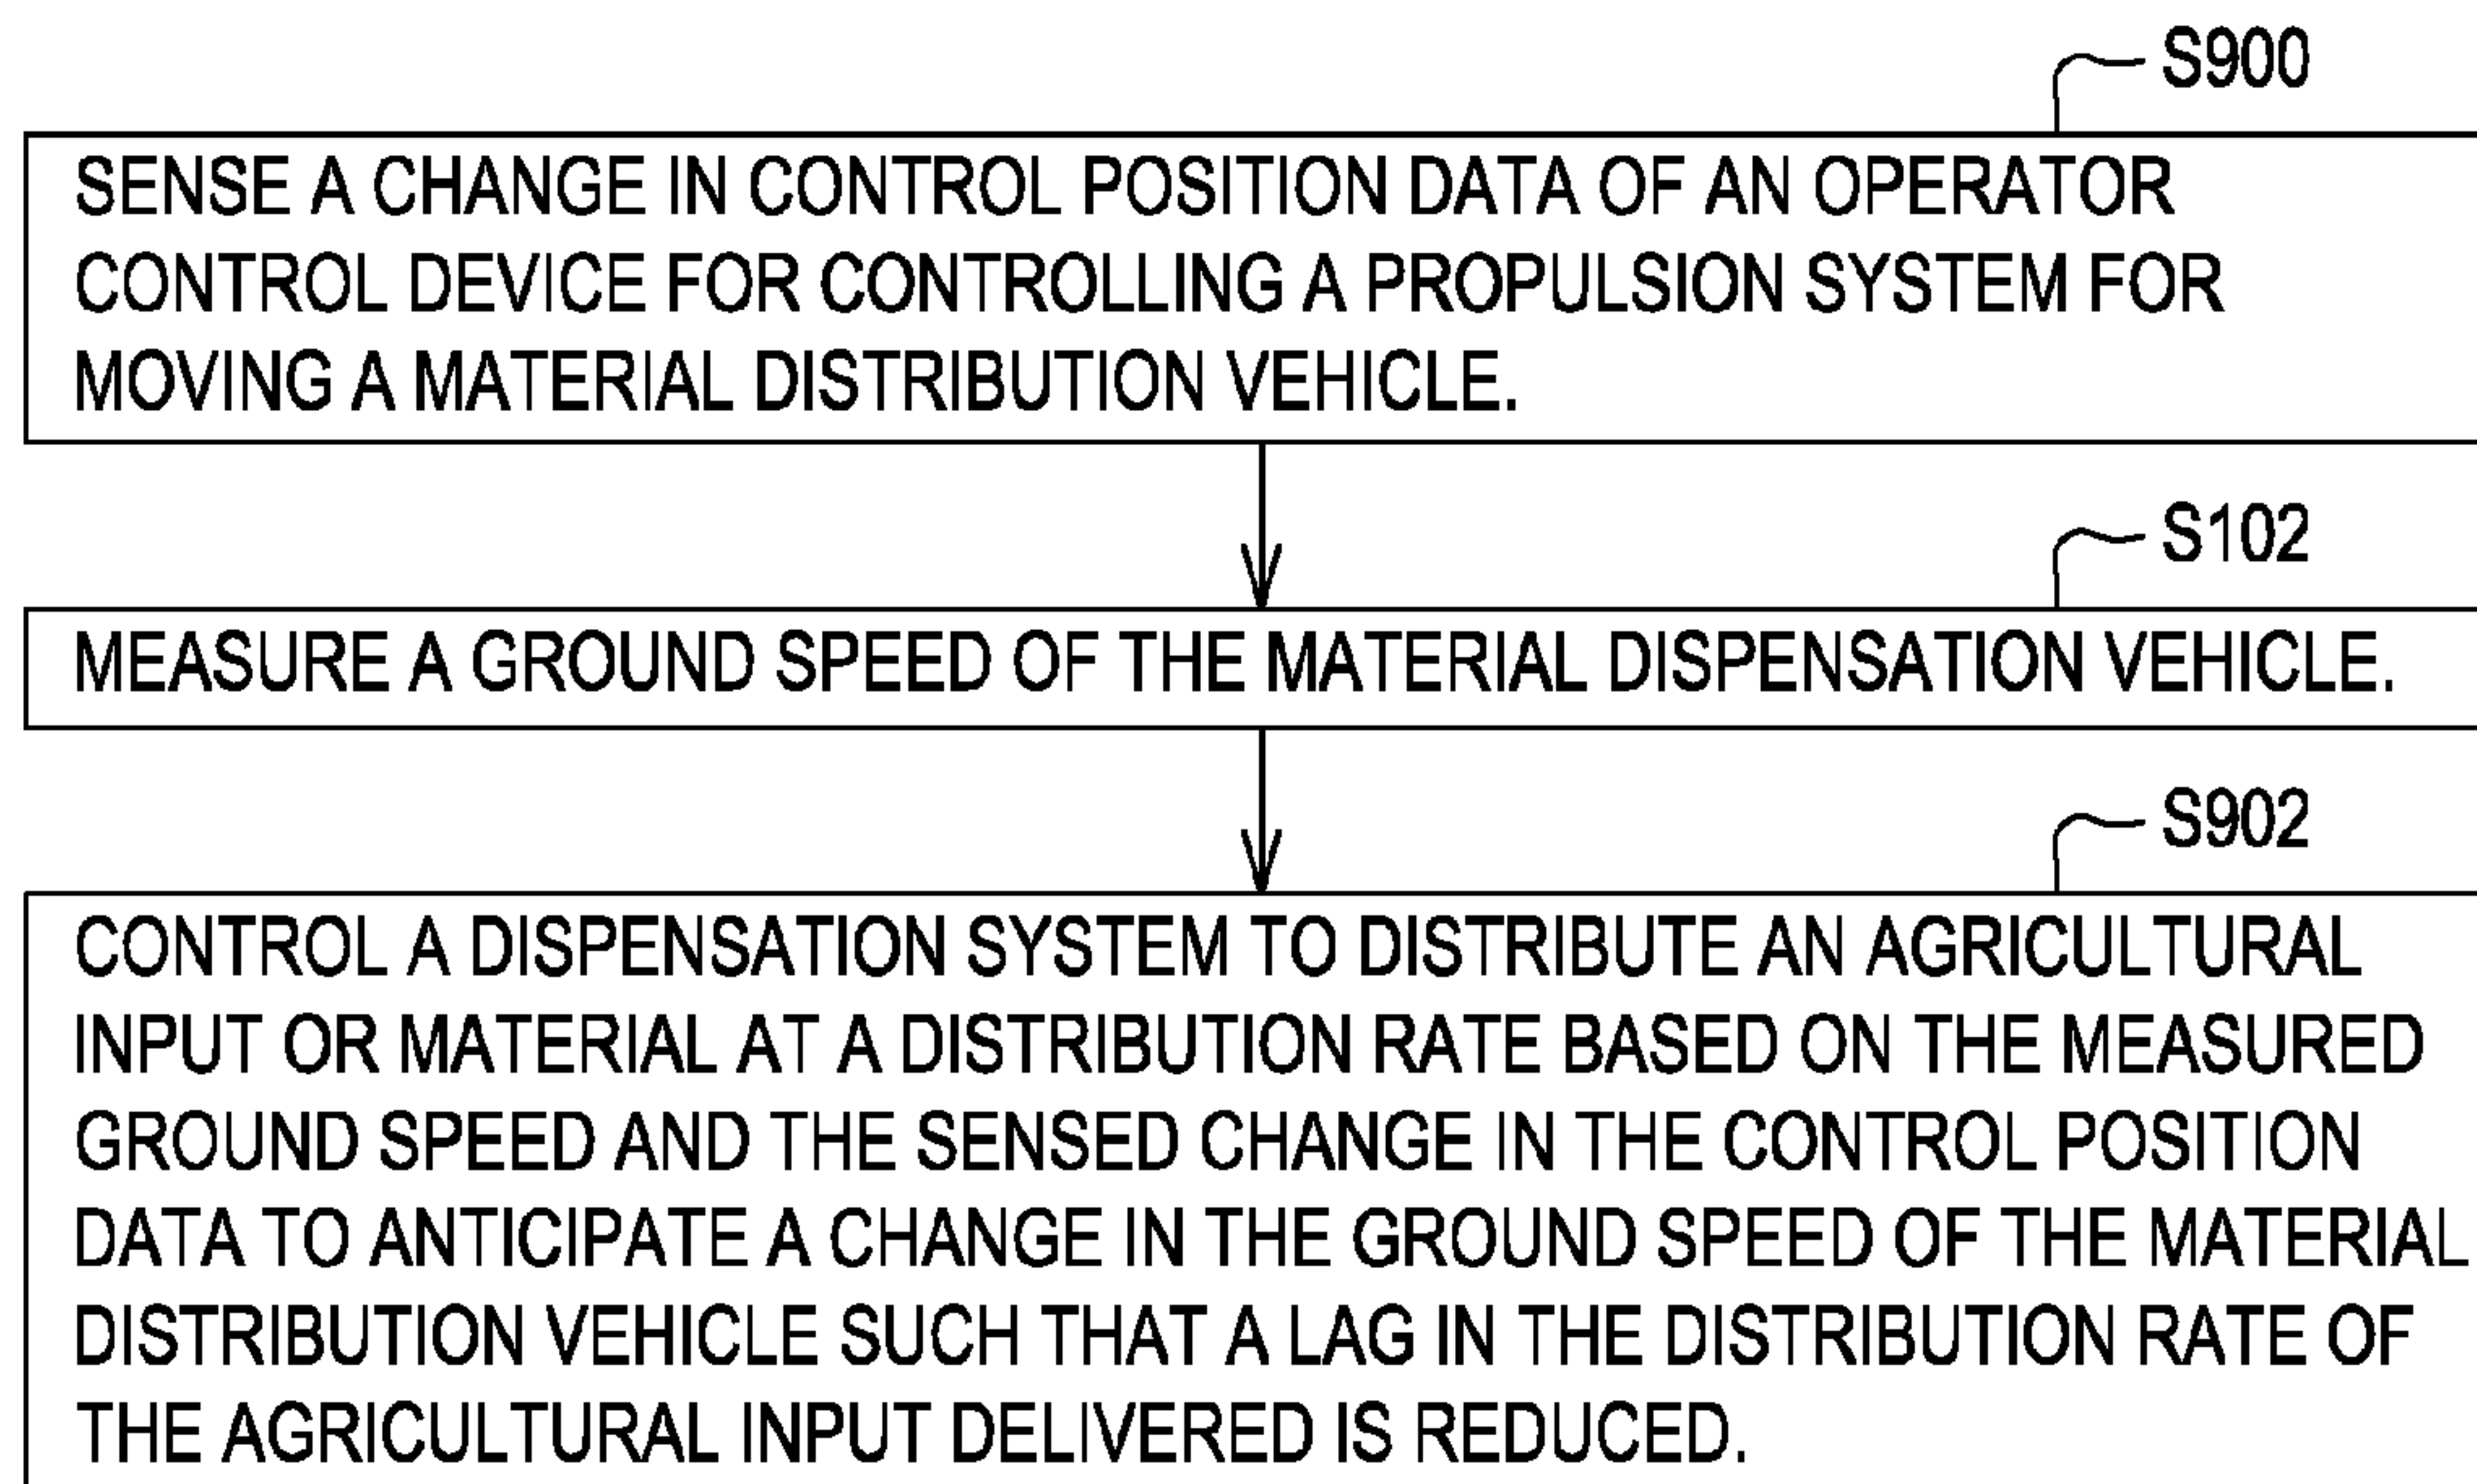 S900
SENSE A CHANGE IN CONTROL POSITION DATA OF AN OPERATOR
CONTROL DEVICE FOR CONTROLLING A PROPULSION SYSTEM FOR
MOVING A MATERIAL DISTRIBUTION VEHICLE.
S102
MEASURE A GROUND SPEED OF THE MATERIAL DISPENSATION VEHICLE.
S902
CONTROL A DISPENSATION SYSTEM TO DISTRIBUTE AN AGRICULTURAL
INPUT OR MATERIAL AT A DISTRIBUTION RATE BASED ON THE MEASURED
GROUND SPEED AND THE SENSED CHANGE IN THE CONTROL POSITION
DATA TO ANTICIPATE A CHANGE IN THE GROUND SPEED OF THE MATERIAL
DISTRIBUTION VEHICLE SUCH THAT A LAG IN THE DISTRIBUTION RATE OF
THE AGRICULTURAL INPUT DELIVERED IS REDUCED.